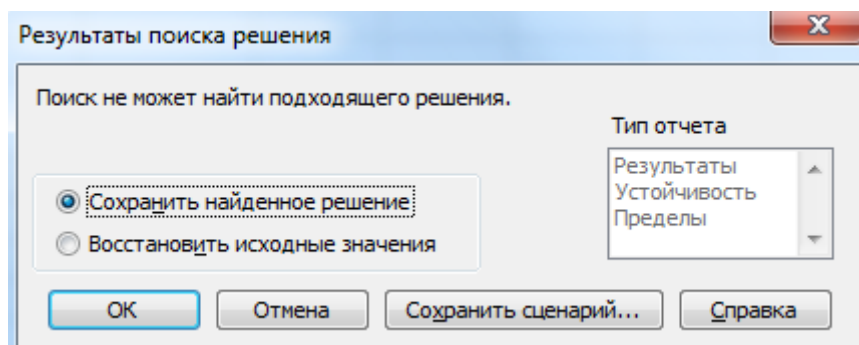 Результаты поиска решения
Поиск не может найти подходящего решения.
Тип отчета
Результаты
Устойчивость
Пределы
Сохранить найденное решение
Восстановить исходные значения
ОК
Отмена
Сохранить сценарий...
Справка